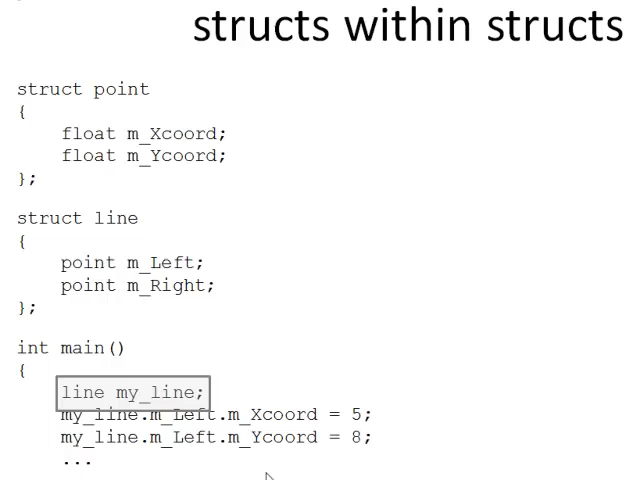 structs within structs
struct point
{
float m_Xcoord;
float m_Ycoord;
};
struct line
{
point m_Left;
point m_Right;
};
int main()
{
line my_line;
my_line.m_Left.m_Xcoord = 5;
my_line.m_Left.m_Ycoord = 8;
...